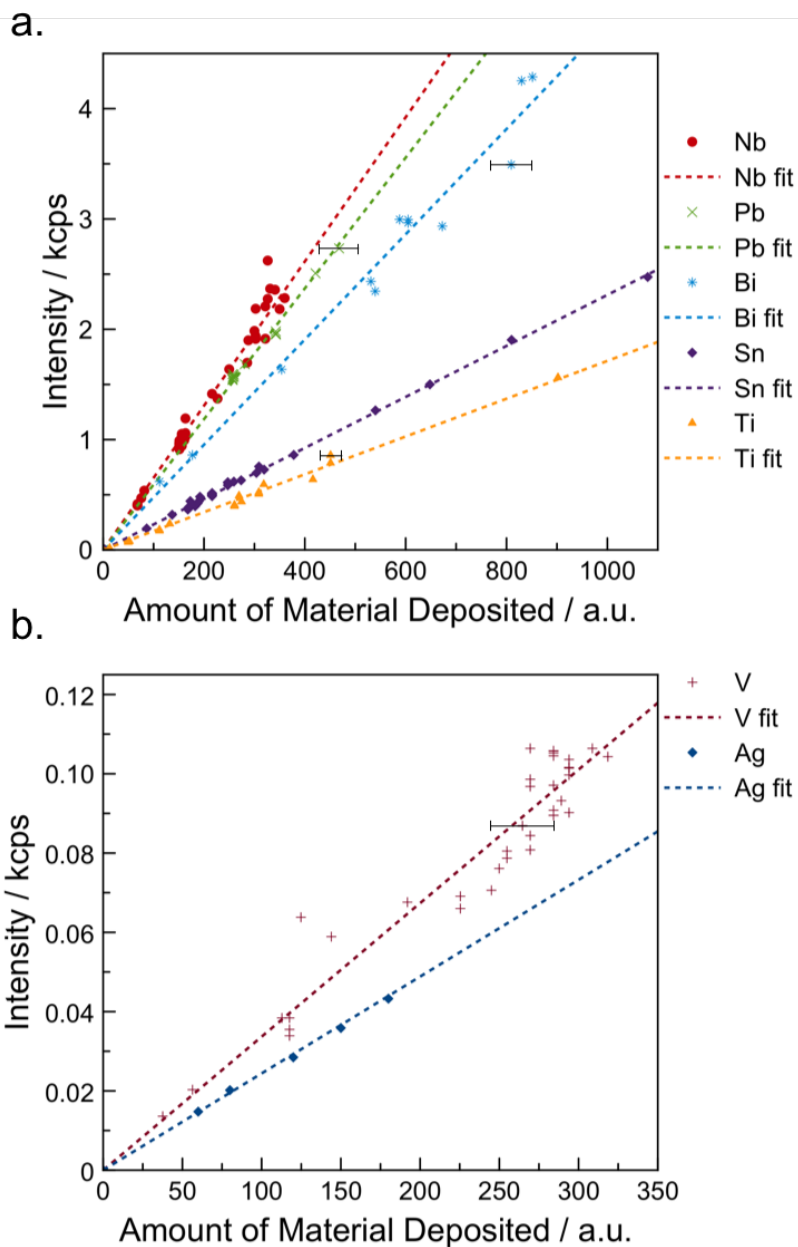 a.
Intensity / kcps
4
3
2
1
0
0 200 400 600 800 1000
Amount of Material Deposited / a.u.
Nb
Nb fit
Pb
Pb fit
Bi
Bi fit
Sn
Sn fit
Ti
Ti fit
b.
Intensity / kcps
0.12
0.10
0.08
0.06
0.04
0.02
0
0 50 100 150 200 250 300 350
Amount of Material Deposited / a.u.
V
V fit
Ag
Ag fit